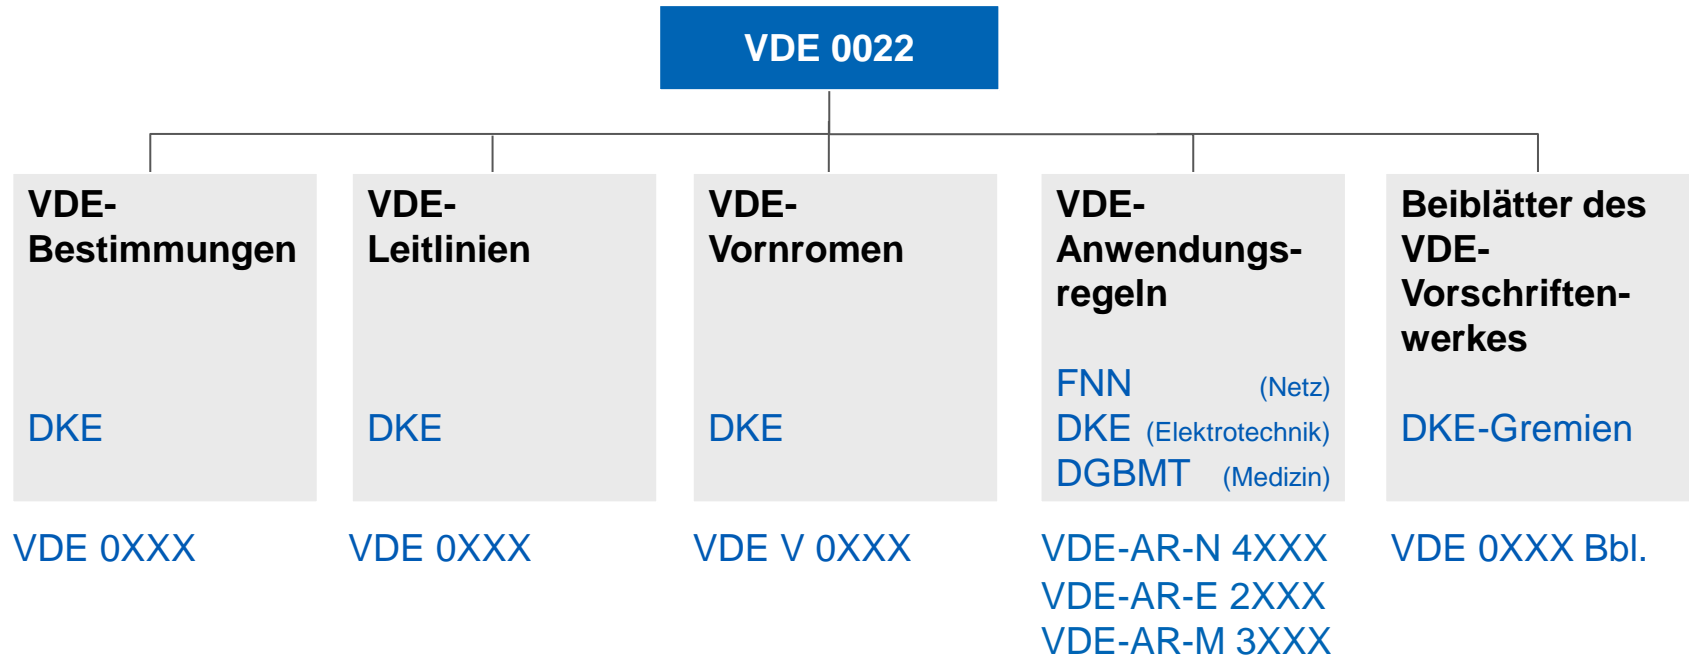 VDE 0022
VDE-
Bestimmungen
DKE
VDE 0XXX
VDE-
Leitlinien
DKE
VDE 0XXX
VDE-
Vornromen
DKE
VDE V 0XXX
VDE-
Anwendungs-
regeln
FNN (Netz)
DKE (Elektrotechnik)
DGBMT (Medizin)
VDE-AR-N 4XXX
VDE-AR-E 2XXX
VDE-AR-M 3XXX
Beiblätter des
VDE-
Vorschriften-
werkes
DKE-Gremien
VDE 0XXX Bbl.